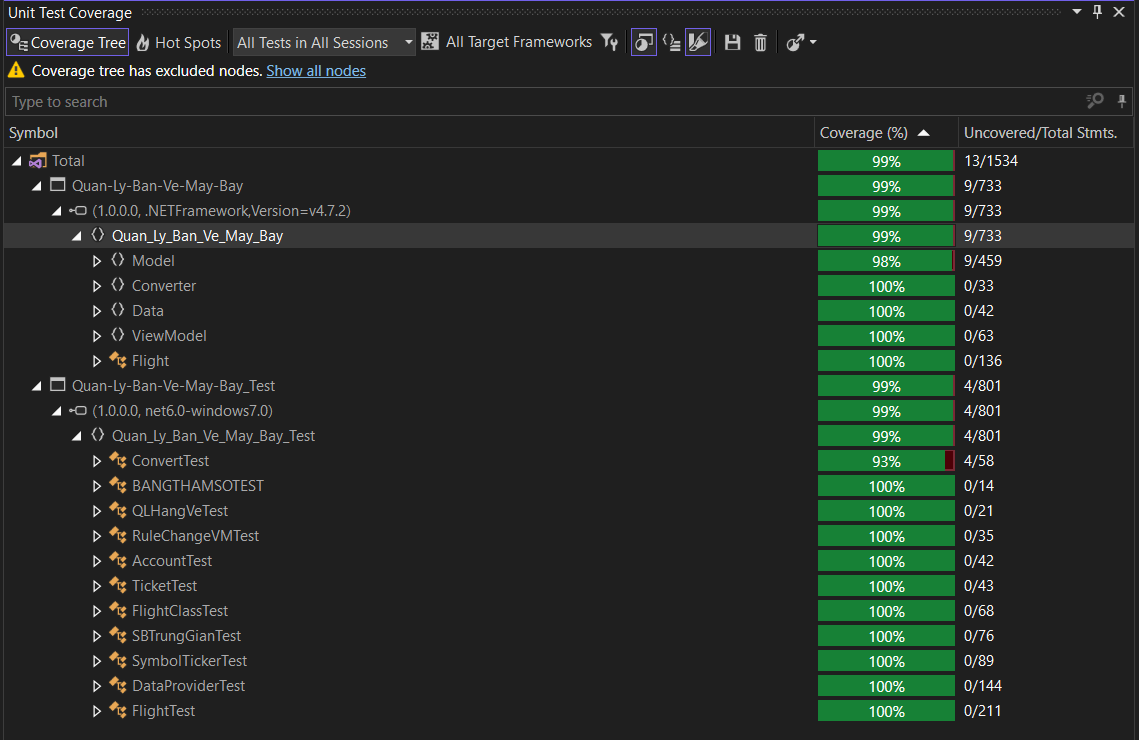 Unit Test Coverage
Coverage Tree Hot Spots All Tests in All Sessions All Target Frameworks
Coverage tree has excluded nodes. Show all nodes
Type to search
Symbol Coverage (%) Uncovered/Total Stmts.
Total 99% 13/1534
Quan-Ly-Ban-Ve-May-Bay 99% 9/733
(1.0.0.0, .NETFramework,Version=v4.7.2) 99% 9/733
Quan_Ly_Ban_Ve_May_Bay 99% 9/733
Model 98% 9/459
Converter 100% 0/33
Data 100% 0/42
ViewModel 100% 0/63
Flight 100% 0/136
Quan-Ly-Ban-Ve-May-Bay_Test 99% 4/801
(1.0.0.0, net6.0-windows7.0) 99% 4/801
Quan_Ly_Ban_Ve_May_Bay_Test 99% 4/801
ConvertTest 93% 4/58
BANGTHAMSOTEST 100% 0/14
QLHangVeTest 100% 0/21
RuleChangeVMTest 100% 0/35
AccountTest 100% 0/42
TicketTest 100% 0/43
FlightClassTest 100% 0/68
SBTrungGianTest 100% 0/76
SymbolTickerTest 100% 0/89
DataProviderTest 100% 0/144
FlightTest 100% 0/211